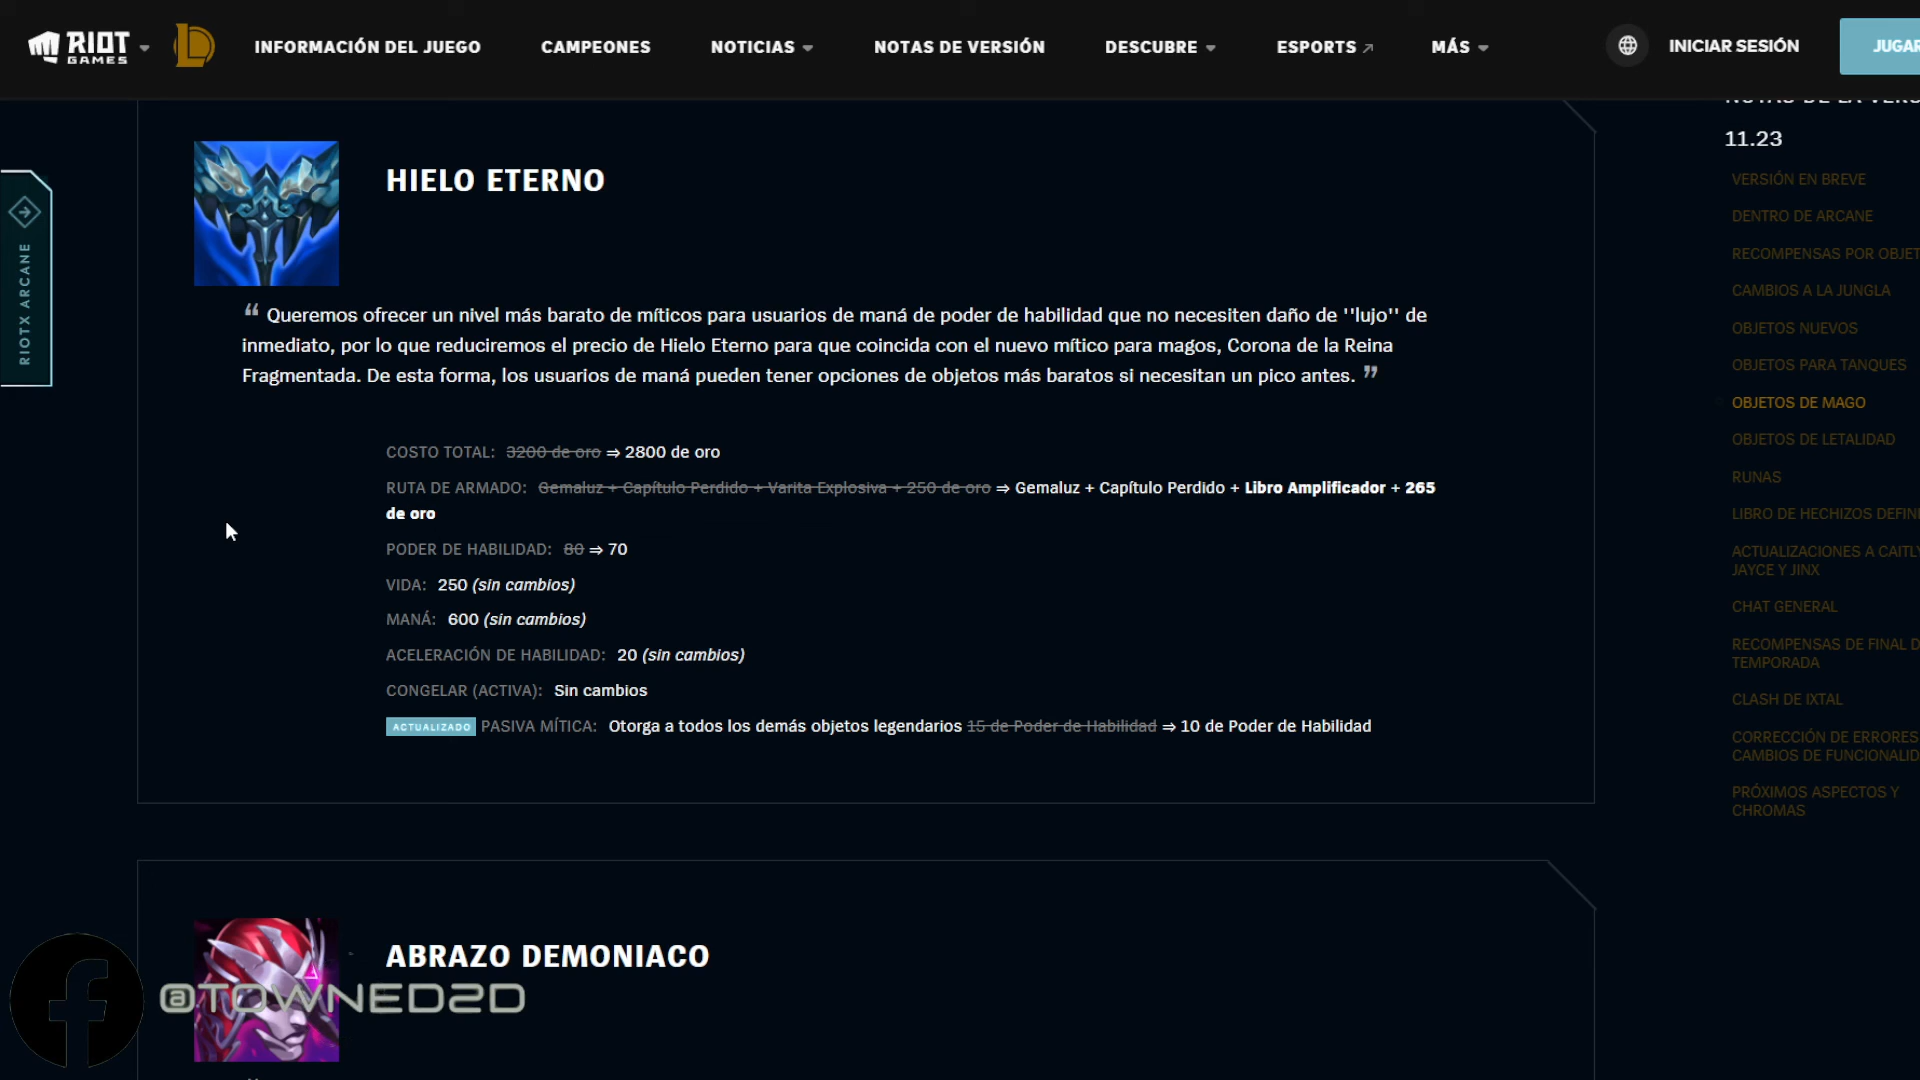 RIOT GAMES
INFORMACIÓN DEL JUEGO
CAMPEONES
NOTICIAS
NOTAS DE VERSIÓN
DESCUBRE
ESPORTS
MÁS
INICIAR SESIÓN
JUGAR
RIOTX ARCANE
HIELO ETERNO
“ Queremos ofrecer un nivel más barato de míticos para usuarios de maná de poder de habilidad que no necesiten daño de ''lujo'' de
inmediato, por lo que reduciremos el precio de Hielo Eterno para que coincida con el nuevo mítico para magos, Corona de la Reina
Fragmentada. De esta forma, los usuarios de maná pueden tener opciones de objetos más baratos si necesitan un pico antes. ”
COSTO TOTAL: 3200 de oro ⇒ 2800 de oro
RUTA DE ARMADO: Gemaluz + Capítulo Perdido + Varita Explosiva + 250 de oro ⇒ Gemaluz + Capítulo Perdido + Libro Amplificador + 265
de oro
PODER DE HABILIDAD: 80 ⇒ 70
VIDA: 250 (sin cambios)
MANÁ: 600 (sin cambios)
ACELERACIÓN DE HABILIDAD: 20 (sin cambios)
CONGELAR (ACTIVA): Sin cambios
ACTUALIZADO PASIVA MÍTICA: Otorga a todos los demás objetos legendarios 15 de Poder de Habilidad ⇒ 10 de Poder de Habilidad
ABRAZO DEMONIACO
@TOWNED2D
NOTAS DE LA VERS
11.23
VERSIÓN EN BREVE
DENTRO DE ARCANE
RECOMPENSAS POR OBJET
CAMBIOS A LA JUNGLA
OBJETOS NUEVOS
OBJETOS PARA TANQUES
OBJETOS DE MAGO
OBJETOS DE LETALIDAD
RUNAS
LIBRO DE HECHIZOS DEFINI
ACTUALIZACIONES A CAITLY
JAYCE Y JINX
CHAT GENERAL
RECOMPENSAS DE FINAL D
TEMPORADA
CLASH DE IXTAL
CORRECCIÓN DE ERRORES
CAMBIOS DE FUNCIONALID
PRÓXIMOS ASPECTOS Y
CHROMAS